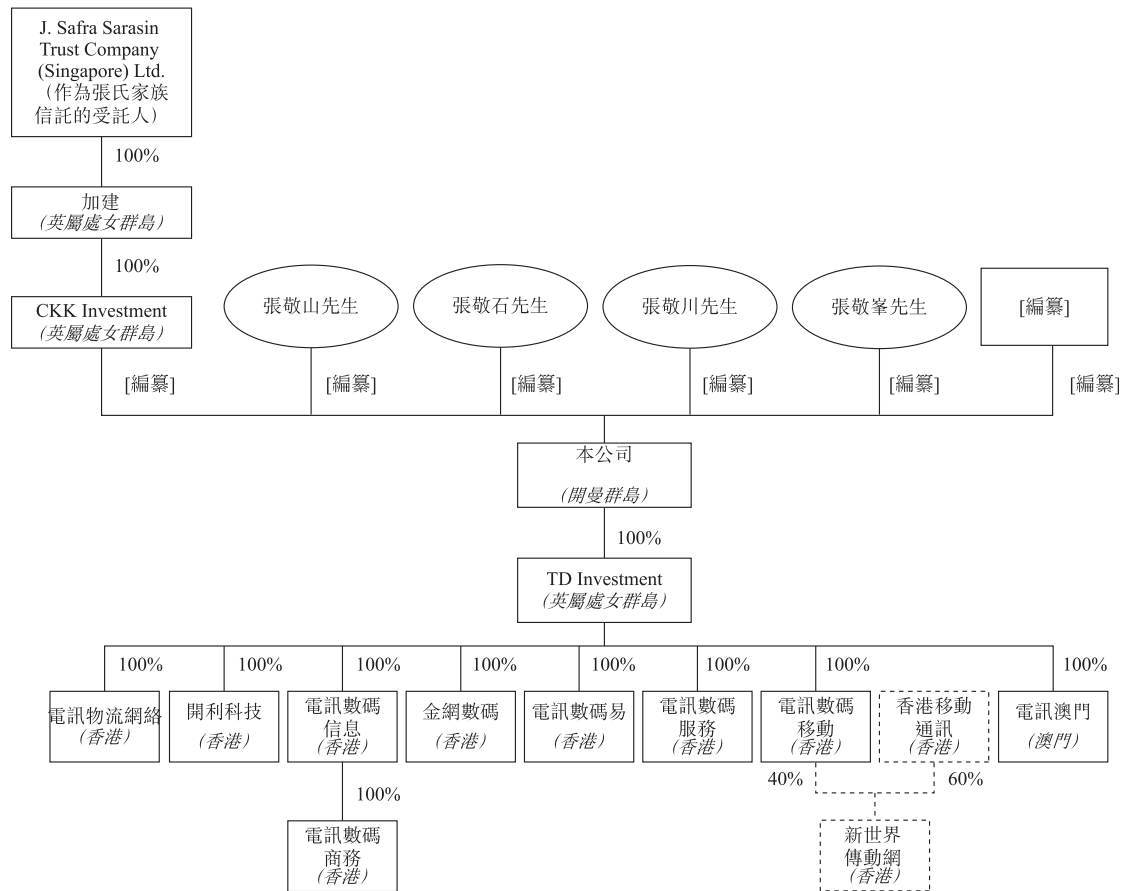 J. Safra Sarasin
Trust Company
(Singapore) Ltd.
（作為張氏家族
信託的受託人）
100%
加建
（英屬處女群島）
100%
CKK Investment
（英屬處女群島）
張敬山先生
張敬石先生
張敬川先生
張敬峯先生
[編纂]
[編纂]
[編纂]
[編纂]
[編纂]
[編纂]
[編纂]
本公司
（開曼群島）
100%
TD Investment
（英屬處女群島）
100%
100%
100%
100%
100%
100%
100%
100%
電訊物流網絡
（香港）
開利科技
（香港）
電訊數碼
信息
（香港）
金網數碼
（香港）
電訊數碼易
（香港）
電訊數碼
服務
（香港）
電訊數碼
移動
（香港）
香港移動
通訊
（香港）
電訊澳門
（澳門）
100%
40%
60%
電訊數碼
商務
（香港）
新世界
傳動網
（香港）